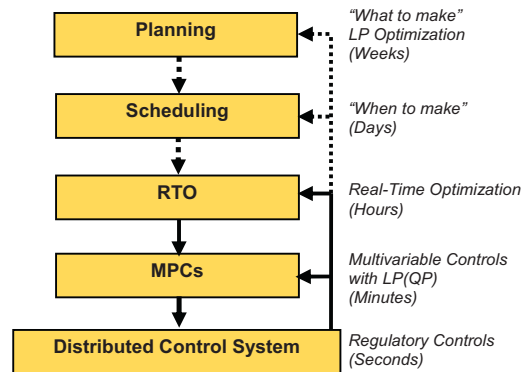 Planning
“What to make”
LP Optimization
(Weeks)
Scheduling
“When to make”
(Days)
RTO
Real-Time Optimization
(Hours)
MPCs
Multivariable Controls
with LP(QP)
(Minutes)
Distributed Control System
Regulatory Controls
(Seconds)